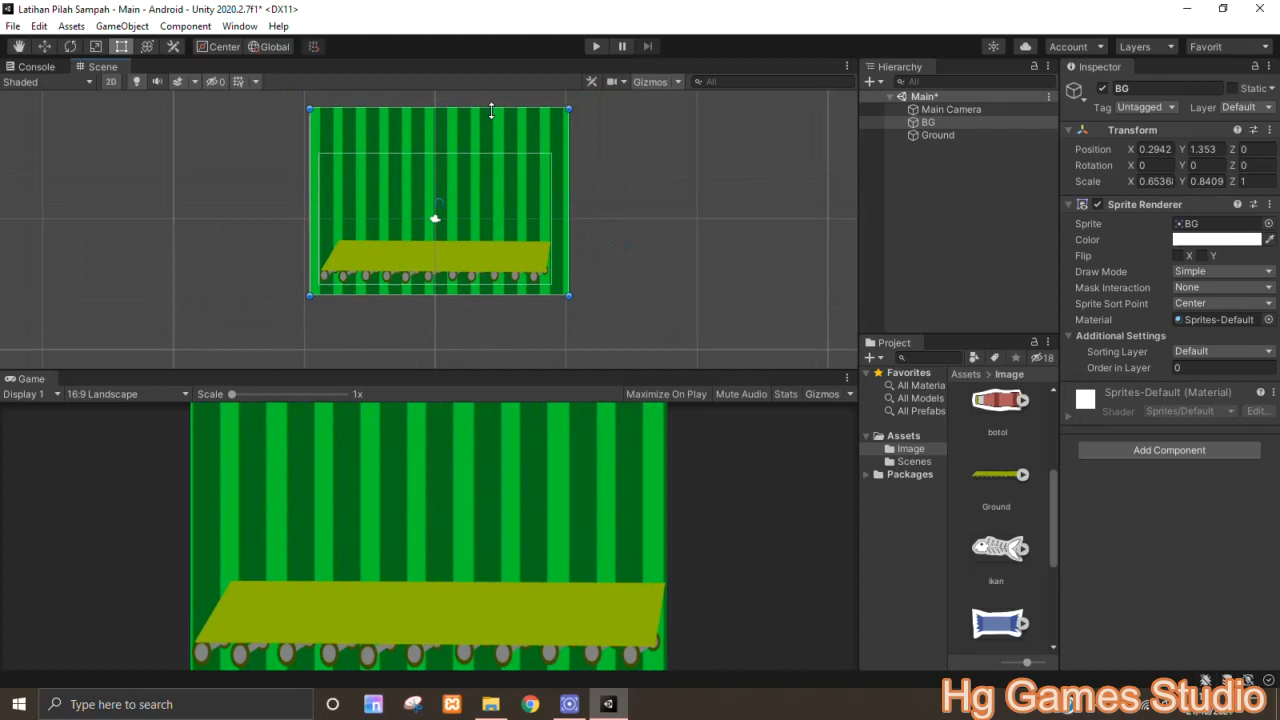 Latihan Pilah Sampah - Main - Android - Unity 2020.2.7f1* <DX11>
File Edit Assets GameObject Component Window Help
Center Global Account Layers Favorit
Console Scene Hierarchy Inspector
Shaded 2D 0 Gizmos All All BG Static
Main* Tag Untagged Layer Default
Main Camera
BG Transform
Ground
Position X 0.2942 Y 1.353 Z 0
Rotation X 0 Y 0 Z 0
Scale X 0.6536 Y 0.8409 Z 1
Sprite Renderer
Sprite BG
Color
Flip X Y
Draw Mode Simple
Mask Interaction None
Sprite Sort Point Center
Material Sprites-Default
Additional Settings
Sorting Layer Default
Order in Layer 0
Project
18
Favorites Assets > Image
All Materia
All Models
All Prefabs
botol
Assets
Image
Scenes
Packages
Ground
ikan
Sprites-Default (Material)
Shader Sprites/Default Edit...
Add Component
Game
Display 1 16:9 Landscape Scale 1x Maximize On Play Mute Audio Stats Gizmos
Type here to search
Hg Games Studio